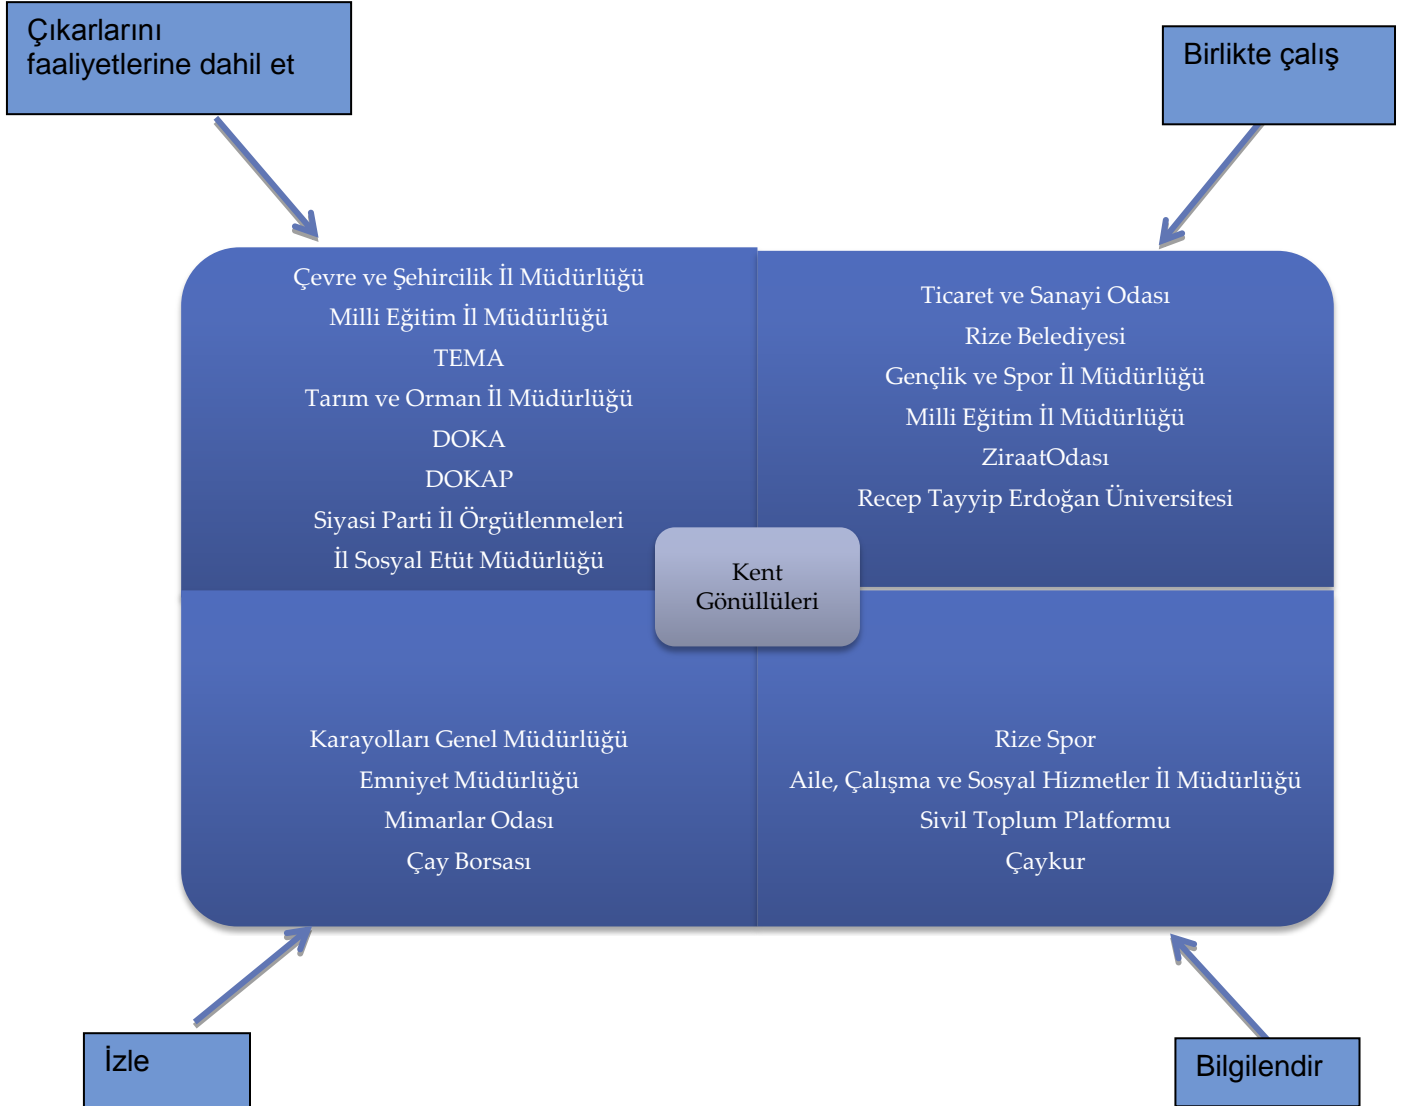 Çıkarlarını
faaliyetlerine dahil et
Birlikte çalış
Çevre ve Şehircilik İl Müdürlüğü
Milli Eğitim İl Müdürlüğü
TEMA
Tarım ve Orman İl Müdürlüğü
DOKA
DOKAP
Siyasi Parti İl Örgütlenmeleri
İl Sosyal Etüt Müdürlüğü
Ticaret ve Sanayi Odası
Rize Belediyesi
Gençlik ve Spor İl Müdürlüğü
Milli Eğitim İl Müdürlüğü
ZiraatOdası
Recep Tayyip Erdoğan Üniversitesi
Kent
Gönüllüleri
Karayolları Genel Müdürlüğü
Emniyet Müdürlüğü
Mimarlar Odası
Çay Borsası
Rize Spor
Aile, Çalışma ve Sosyal Hizmetler İl Müdürlüğü
Sivil Toplum Platformu
Çaykur
İzle
Bilgilendir